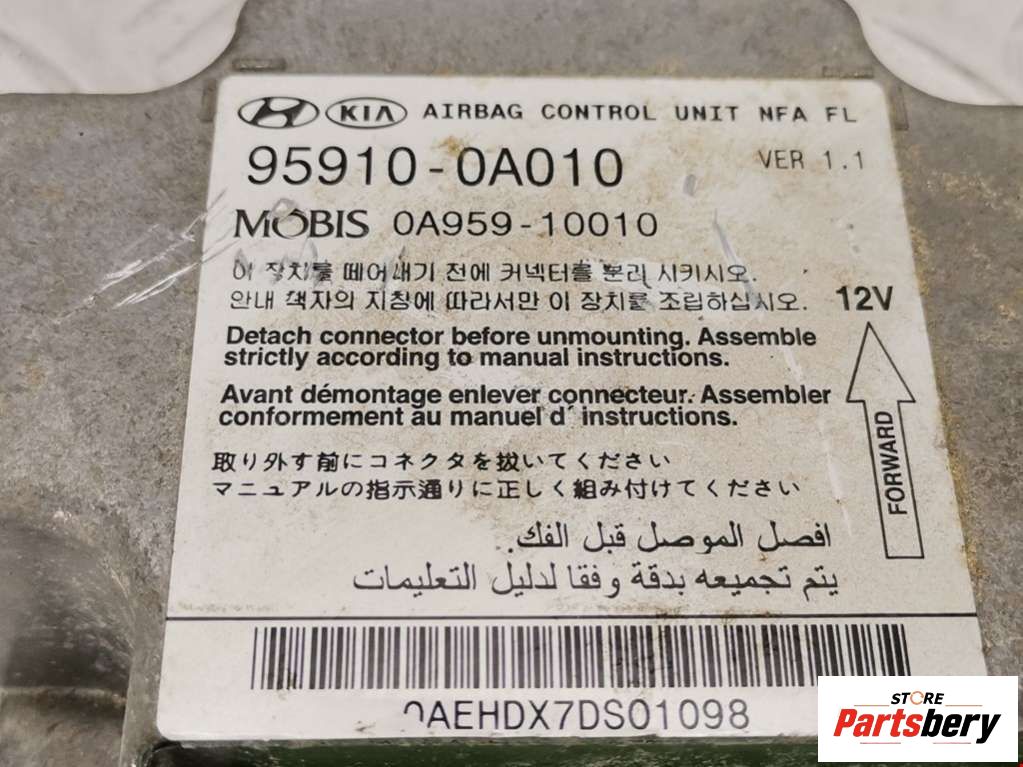 KIA AIRBAG CONTROL UNIT NFA FL
95910-0A010 VER 1.1
MOBIS 0A959-10010
이 장치를 떼어내기 전에 커넥터를 분리 시키시오.
안내 책자의 지침에 따라서만 이 장치를 조립하십시오. 12V
Detach connector before unmounting. Assemble
strictly according to manual instructions.
Avant démontage enlever connecteur. Assembler
conformement au manuel d' instructions.
FORWARD
取り外す前にコネクタを拔いてください
マニュアルの指示通りに正しく組み付けてください
افصل الموصل قبل الفك.
يتم تجميعه بدقة وفقا لدليل التعليمات
0AEHDX7DS01098
STORE
Partsbery